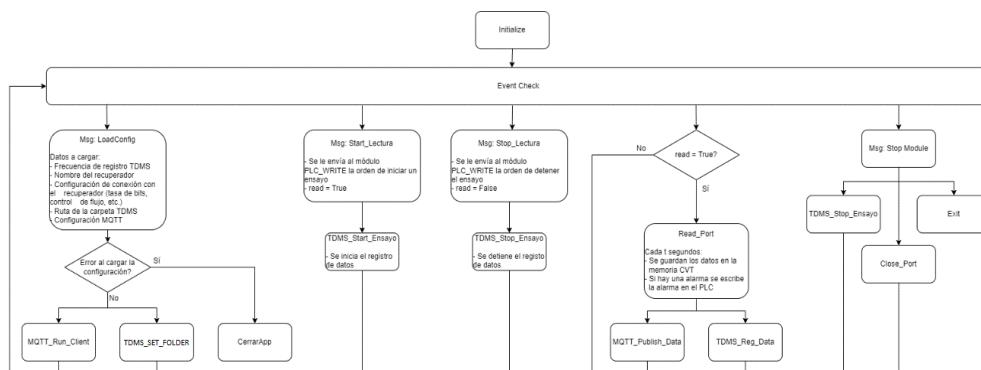 Initialize
Event Check
Msg: LoadConfig
Datos a cargar:
- Frecuencia de registro TDMS
- Nombre del recuperador
- Configuración de conexión con
el recuperador (tasa de bits,
control de flujo, etc.)
- Ruta de la carpeta TDMS
- Configuración MQTT
Error al cargar la
configuración?
Sí
No
MQTT_Run_Client
TDMS_SET_FOLDER
CerrarApp
Msg: Start_Lectura
- Se le envía al módulo
PLC_WRITE la orden de iniciar un
ensayo
- read = True
TDMS_Start_Ensayo
- Se inicia el registro
de datos
Msg: Stop_Lectura
- Se le envía al módulo
PLC_WRITE la orden de detener
el ensayo
- read = False
TDMS_Stop_Ensayo
- Se detiene el registro
de datos
No
read = True?
Sí
Read_Port
Cada t segundos:
- Se guardan los datos en la
memoria CVT
- Si hay una alarma se escribe
la alarma en el PLC
MQTT_Publish_Data
TDMS_Reg_Data
Msg: Stop Module
TDMS_Stop_Ensayo
Exit
Close_Port